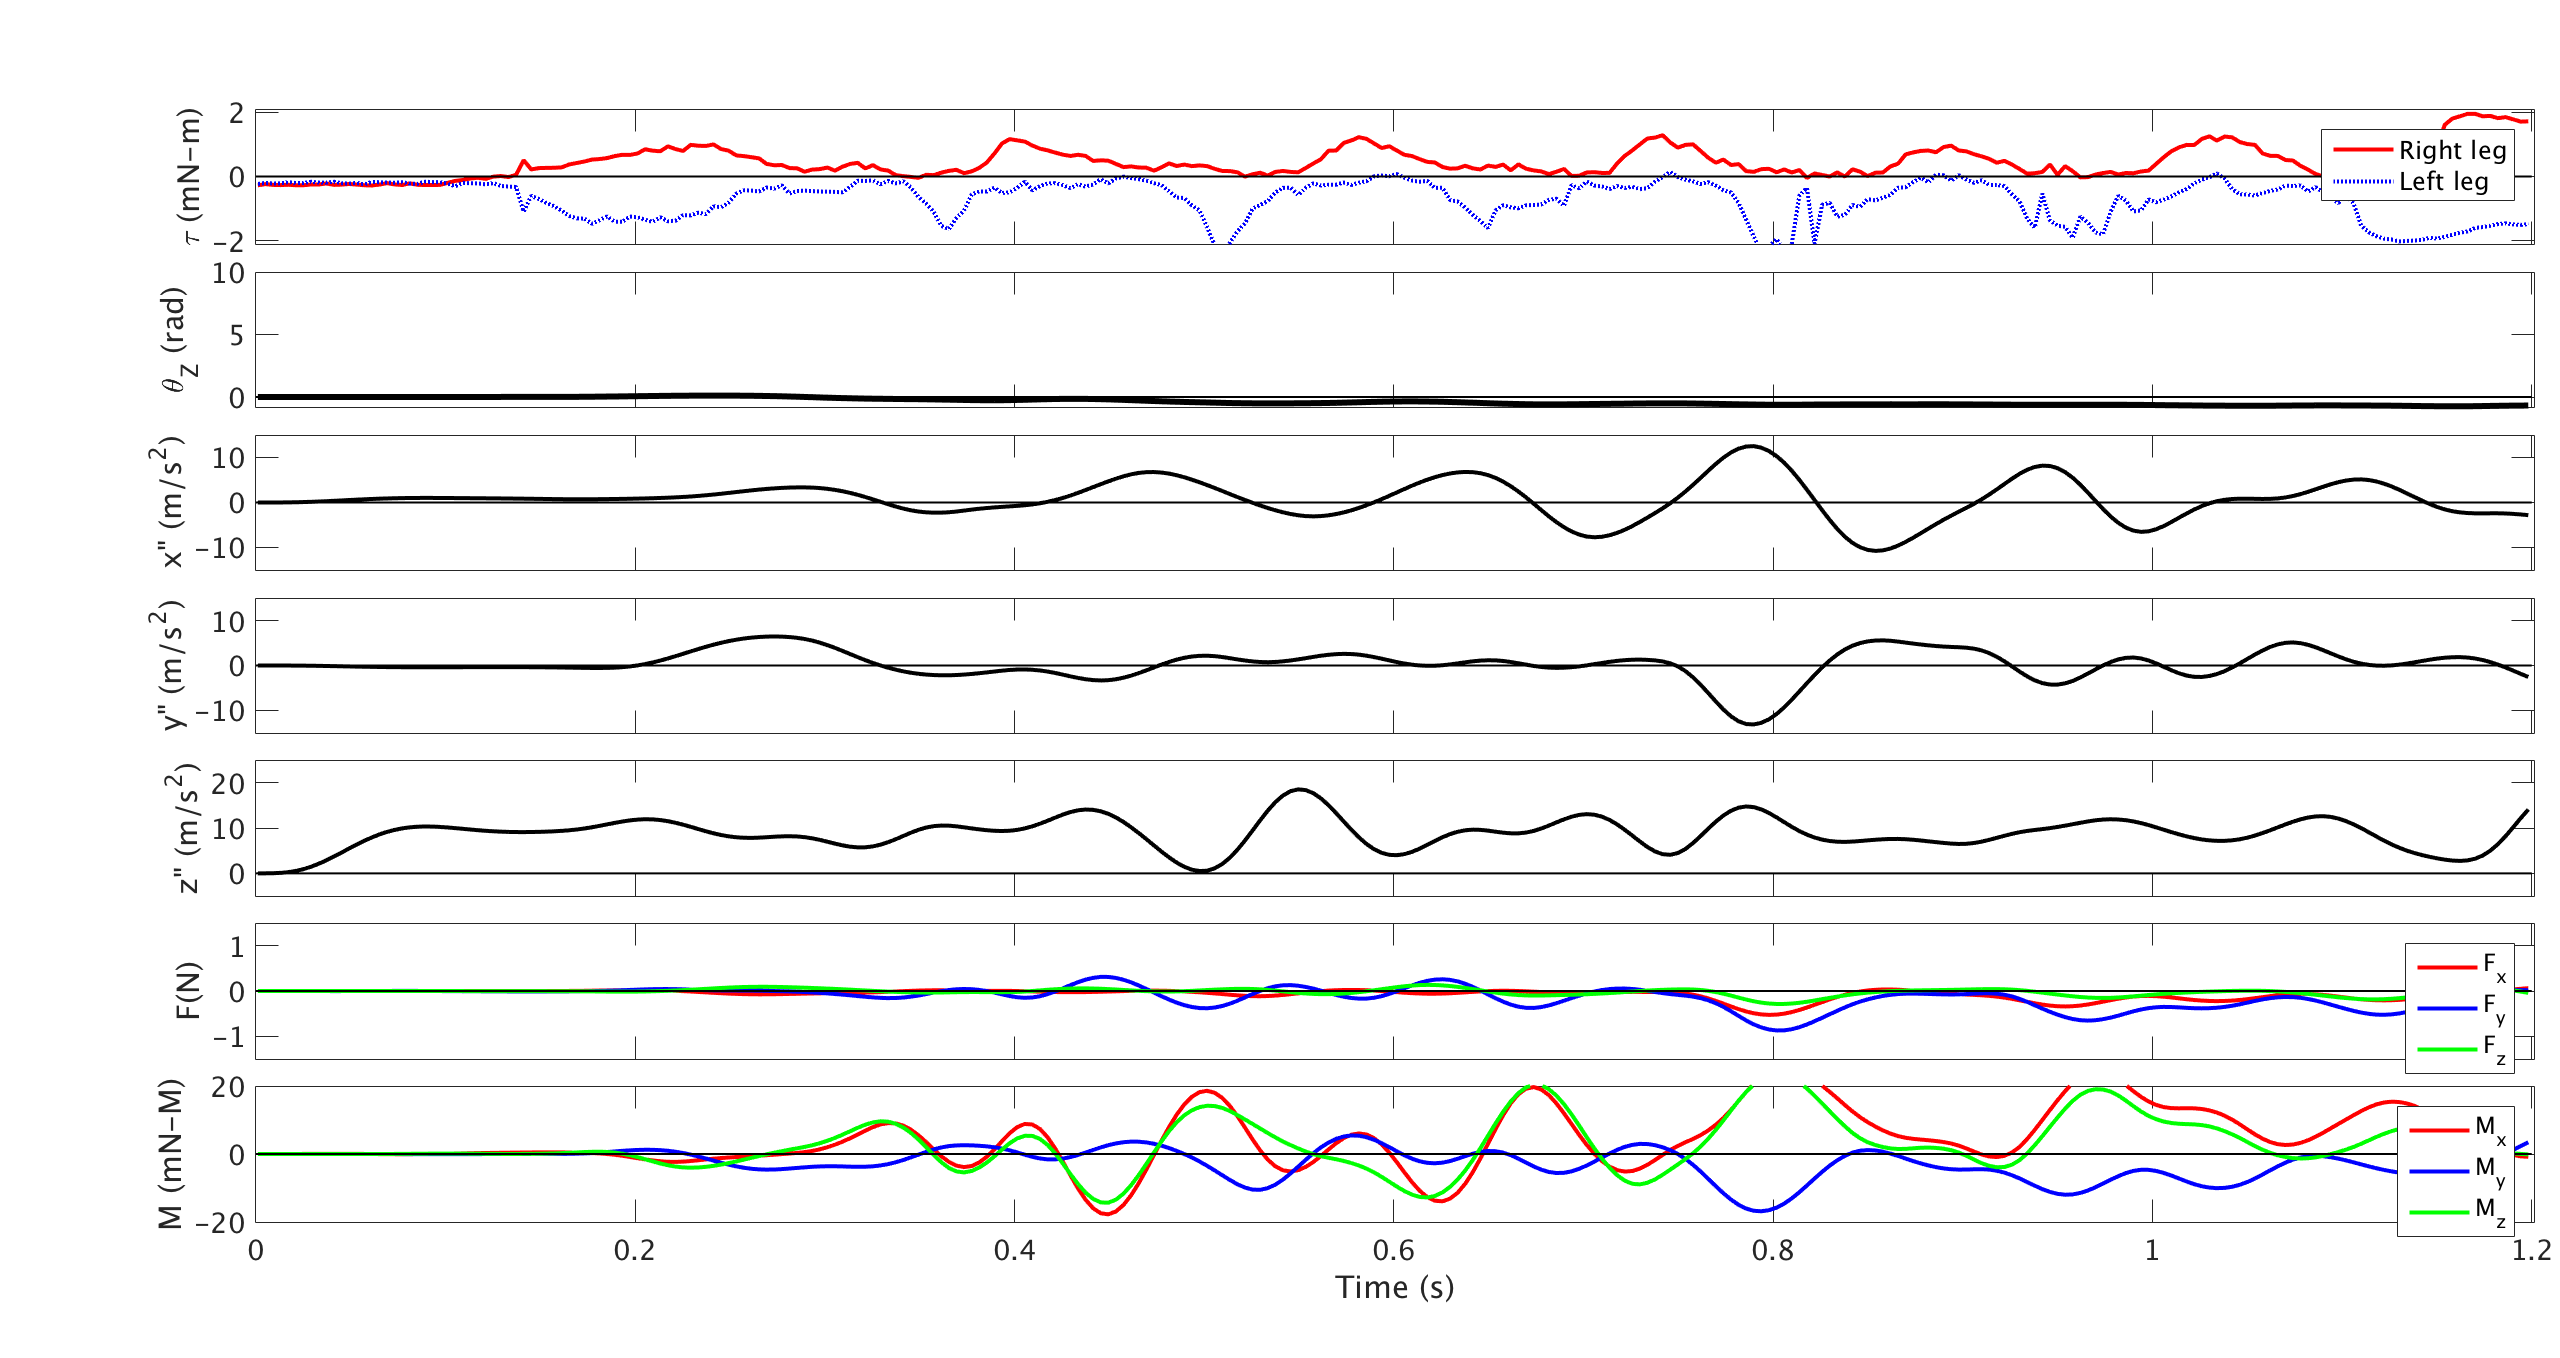 τ (mN-m)
2
0
-2
Right leg
Left leg
θz (rad)
10
5
0
x" (m/s²)
10
0
-10
y" (m/s²)
10
0
-10
z" (m/s²)
20
10
0
F(N)
1
0
-1
Fx
Fy
Fz
M (mN-M)
20
0
-20
Mx
My
Mz
0 0.2 0.4 0.6 0.8 1 1.2
Time (s)